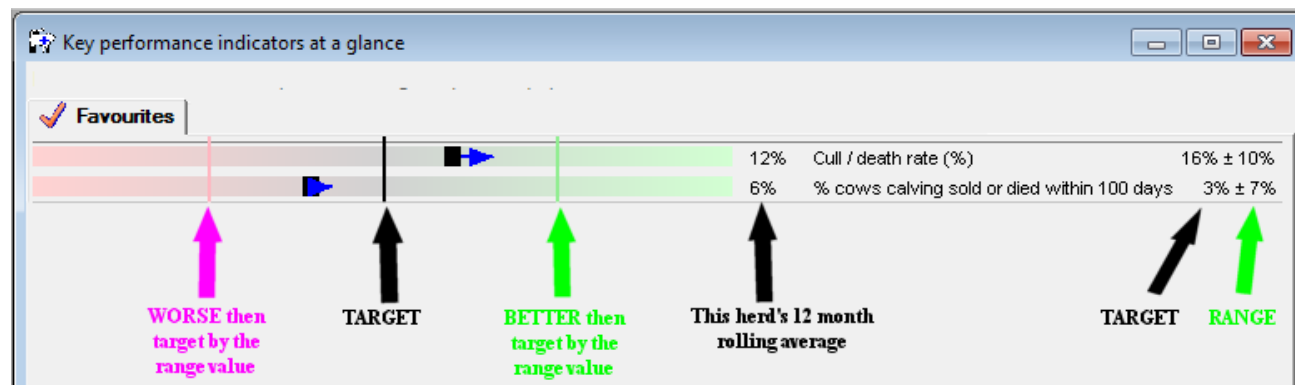 Key performance indicators at a glance
Favourites
12% Cull / death rate (%) 16% ± 10%
6% % cows calving sold or died within 100 days 3% ± 7%
WORSE then
target by the
range value
TARGET
BETTER then
target by the
range value
This herd's 12 month
rolling average
TARGET
RANGE